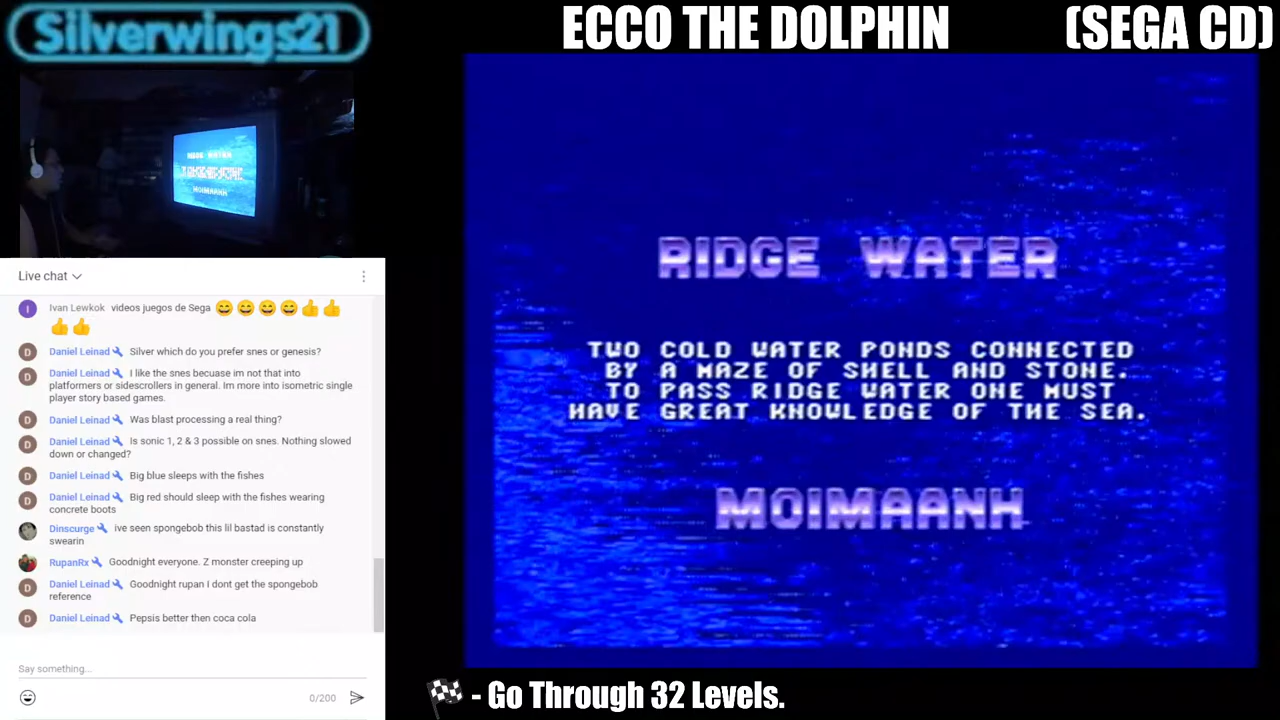 Silverwings21
ECCO THE DOLPHIN (SEGA CD)
RIDGE WATER
MOIMAANH
Live chat
Ivan Lewkok videos juegos de Sega 😄😄😄😄👍👍
👍👍
Daniel Leinad Silver which do you prefer snes or genesis?
Daniel Leinad I like the snes becuase im not that into
platformers or sidescrollers in general. Im more into isometric single
player story based games.
Daniel Leinad Was blast processing a real thing?
Daniel Leinad Is sonic 1, 2 & 3 possible on snes. Nothing slowed
down or changed?
Daniel Leinad Big blue sleeps with the fishes
Daniel Leinad Big red should sleep with the fishes wearing
concrete boots
Dinscurge ive seen spongebob this lil bastad is constantly
swearin
RupanRx Goodnight everyone. Z monster creeping up
Daniel Leinad Goodnight rupan I dont get the spongebob
reference
Daniel Leinad Pepsis better then coca cola
Say something...
0/200
RIDGE WATER
TWO COLD WATER PONDS CONNECTED
BY A MAZE OF SHELL AND STONE.
TO PASS RIDGE WATER ONE MUST
HAVE GREAT KNOWLEDGE OF THE SEA.
MOIMAANH
- Go Through 32 Levels.